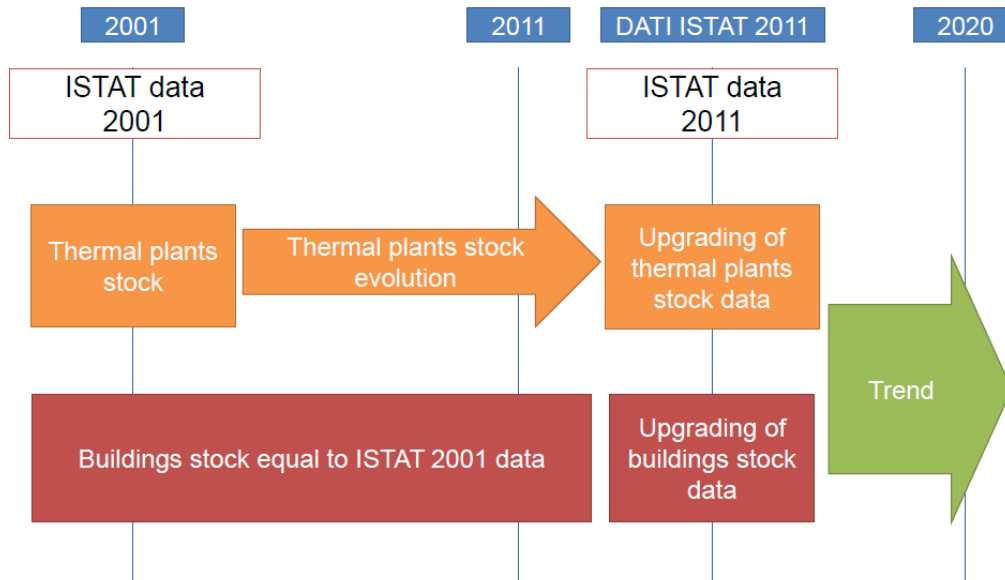 2001
2011
DATI ISTAT 2011
2020
ISTAT data
2001
ISTAT data
2011
Thermal plants
stock
Thermal plants stock
evolution
Upgrading of
thermal plants
stock data
Trend
Buildings stock equal to ISTAT 2001 data
Upgrading of
buildings stock
data